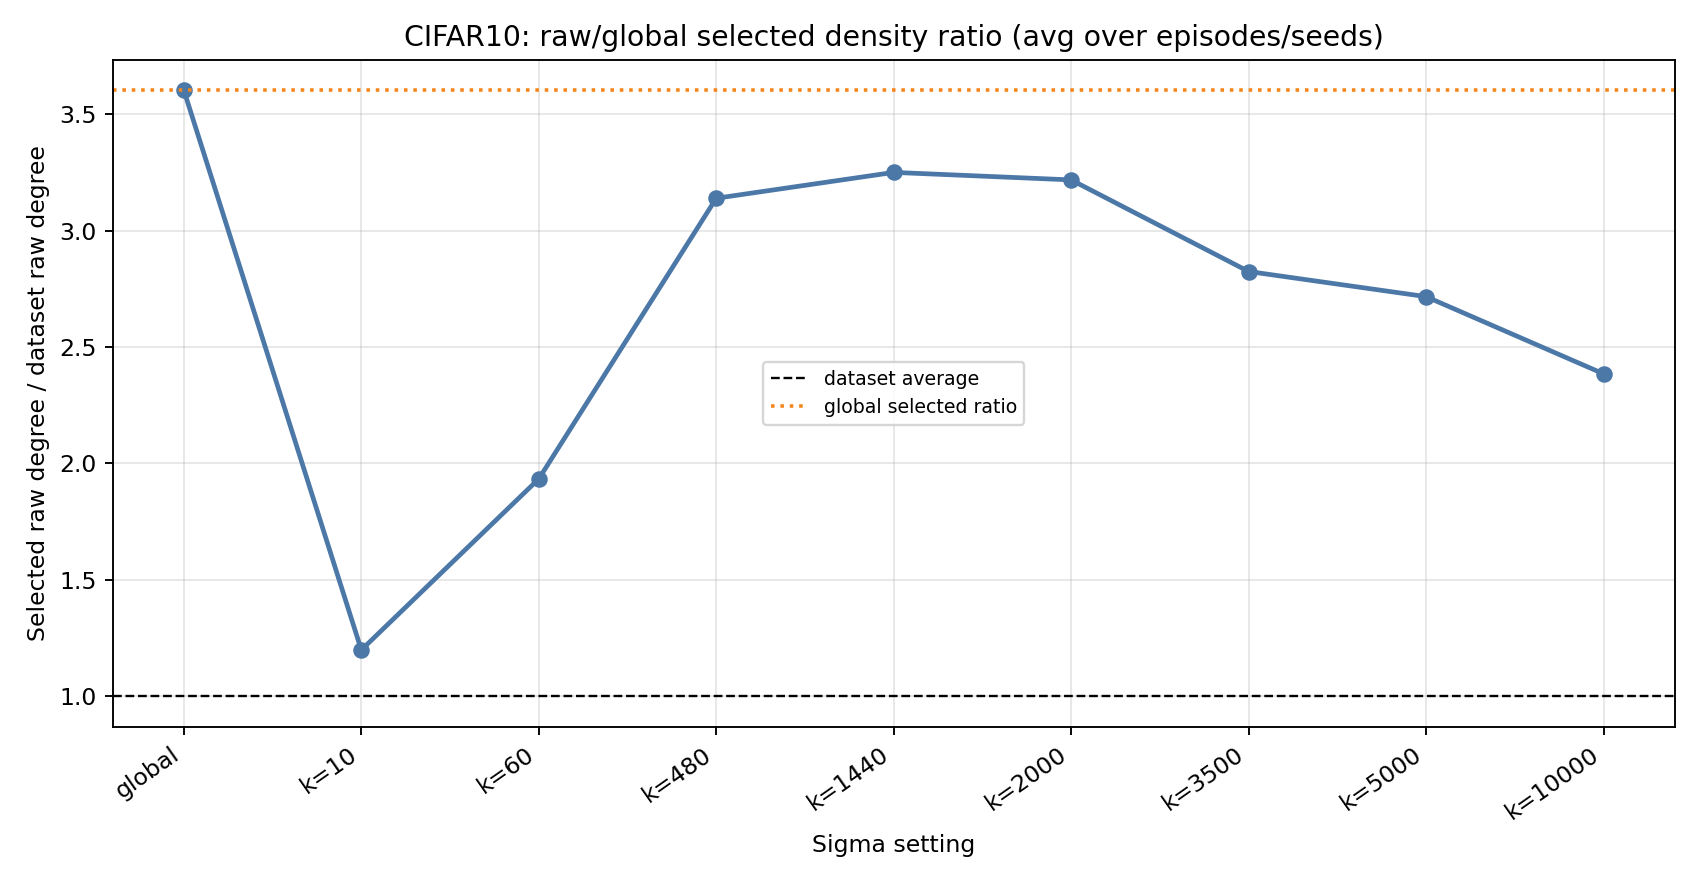 CIFAR10: raw/global selected density ratio (avg over episodes/seeds)
Selected raw degree / dataset raw degree
3.5
3.0
2.5
2.0
1.5
1.0
dataset average
global selected ratio
global
k=10
k=60
k=480
k=1440
k=2000
k=3500
k=5000
k=10000
Sigma setting